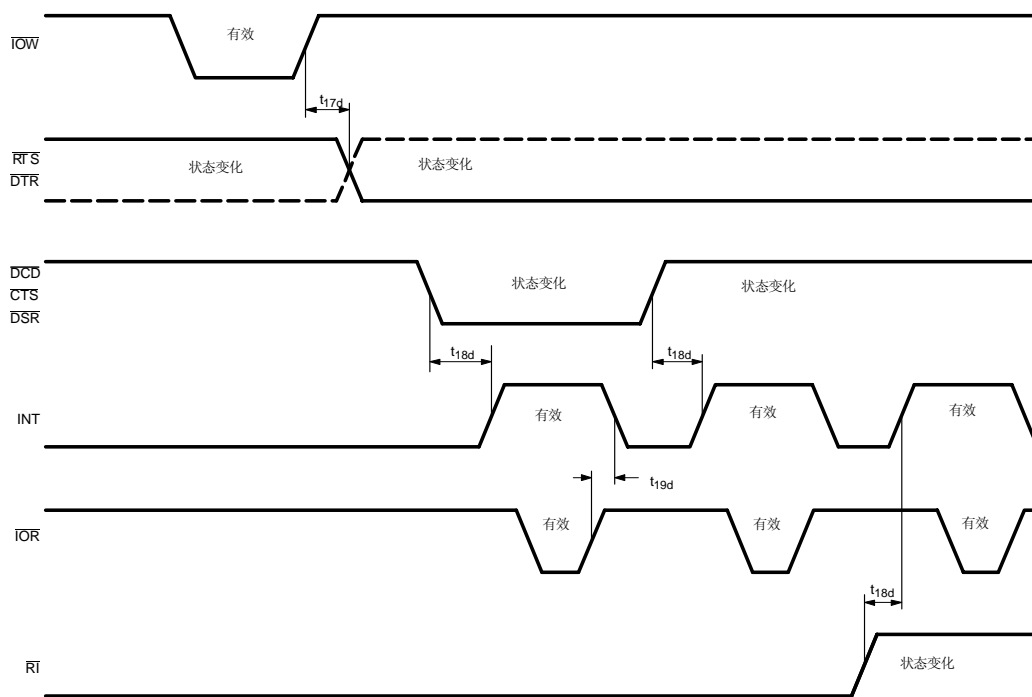 IOW
有效
t17d
RTS
DTR
状态变化
状态变化
DCD
CTS
DSR
状态变化
状态变化
t18d
t18d
INT
有效
有效
有效
t19d
IOR
有效
有效
有效
t18d
RI
状态变化